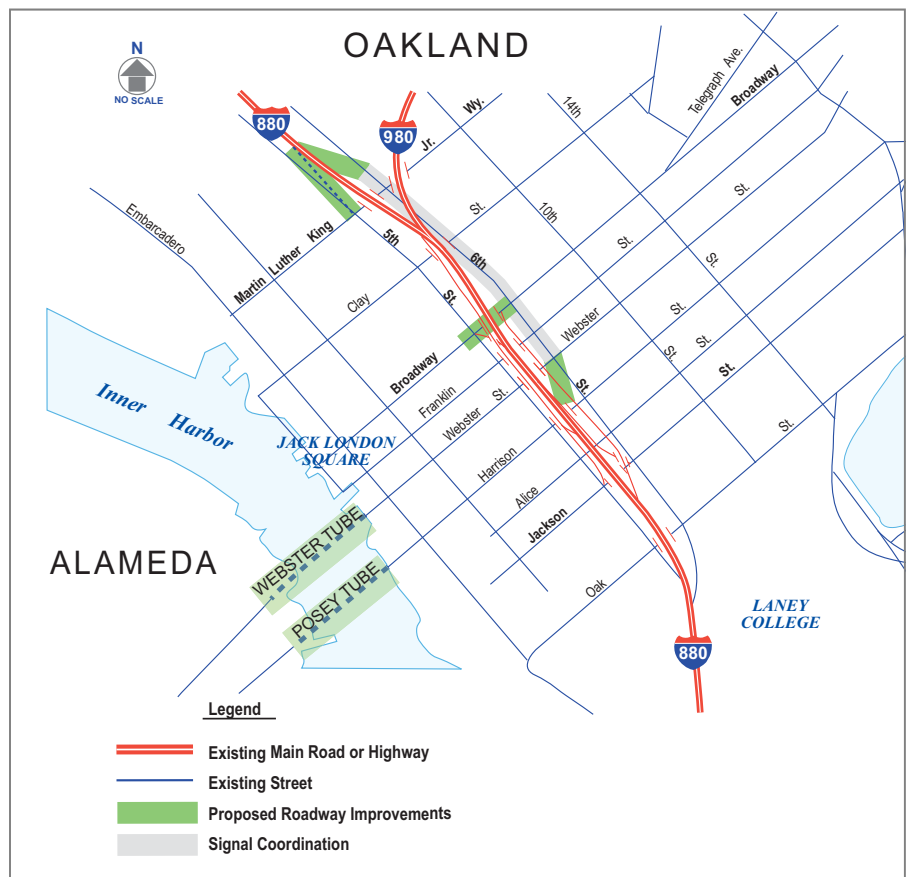 OAKLAND
N
NO SCALE
880
980
Telegraph Ave.
Broadway
14th
St.
10th
St.
Martin Luther King
Jr. Wy.
Embarcadero
5th
St.
6th
St.
Clay
St.
Broadway
St.
Franklin
St.
Webster
St.
Webster St.
Harrison
St.
Alice
St.
Jackson
St.
Oak
St.
Inner
Harbor
JACK LONDON
SQUARE
WEBSTER TUBE
POSEY TUBE
ALAMEDA
LANEY
COLLEGE
880
Legend
Existing Main Road or Highway
Existing Street
Proposed Roadway Improvements
Signal Coordination